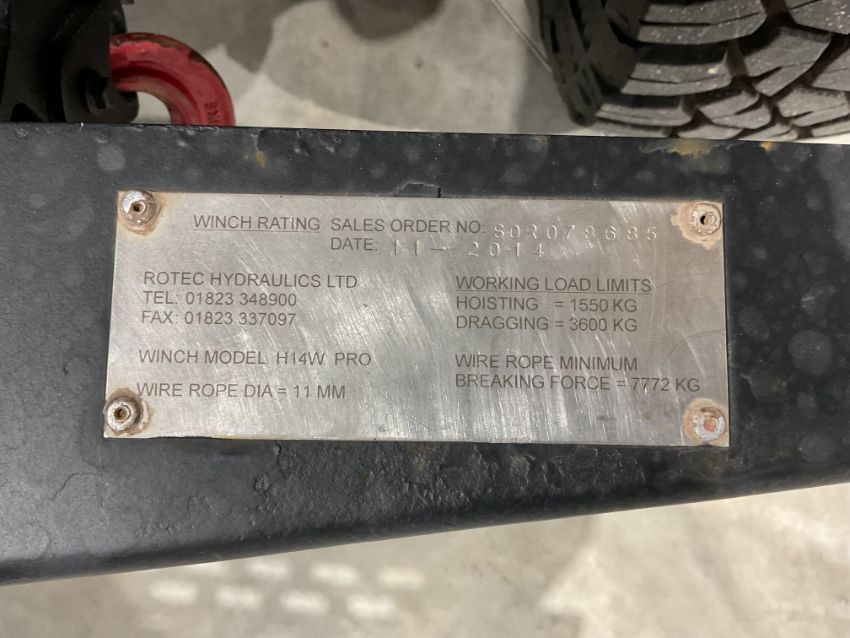 WINCH RATING SALES ORDER NO: SOR078685
DATE: 11-2014
ROTEC HYDRAULICS LTD
TEL: 01823 348900
FAX: 01823 337097
WINCH MODEL H14W PRO
WIRE ROPE DIA = 11 MM
WORKING LOAD LIMITS
HOISTING = 1550 KG
DRAGGING = 3600 KG
WIRE ROPE MINIMUM
BREAKING FORCE = 7772 KG